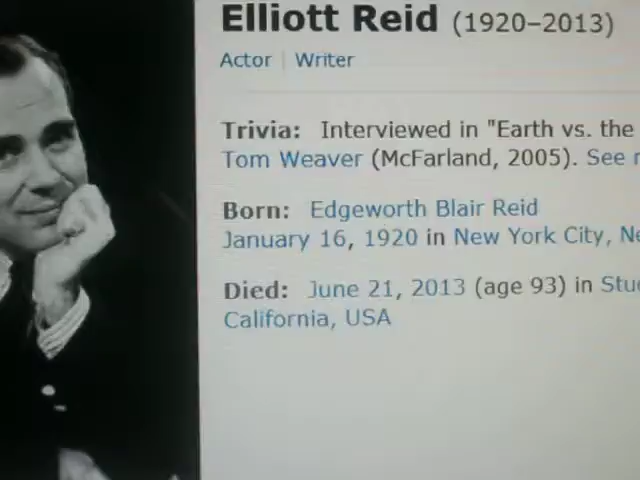 Elliott Reid (1920–2013)
Actor | Writer
Trivia: Interviewed in "Earth vs. the
Tom Weaver (McFarland, 2005). See
Born: Edgeworth Blair Reid
January 16, 1920 in New York City,
Died: June 21, 2013 (age 93) in
California, USA